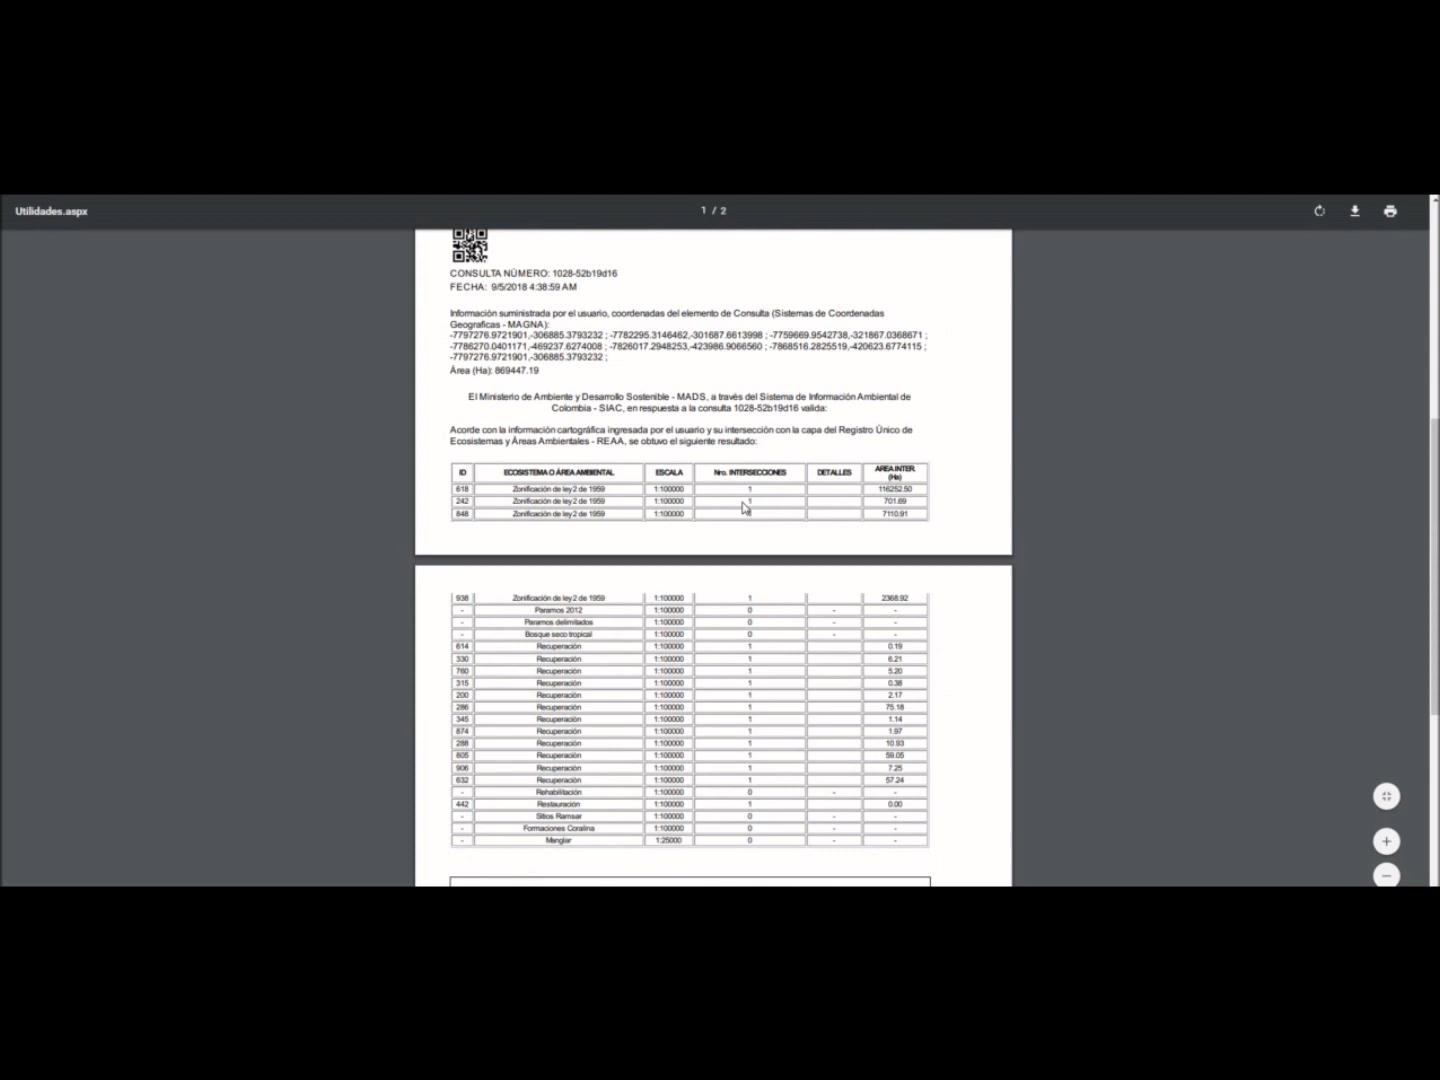 Utilidades.aspx
1 / 2
CONSULTA NÚMERO: 1028-52b19d16
FECHA: 9/5/2018 4:38:59 AM
Información suministrada por el usuario, coordenadas del elemento de Consulta (Sistemas de Coordenadas
Geograficas - MAGNA):
-7797276.9721901,-306885.3793232 ; -7782295.3146462,-301687.6613998 ; -7759669.9542738,-321867.0368671 ;
-7786270.0401171,-469237.6274008 ; -7826017.2948253,-423986.9066560 ; -7868516.2825519,-420623.6774115 ;
-7797276.9721901,-306885.3793232 ;
Área (Ha): 869447.19
El Ministerio de Ambiente y Desarrollo Sostenible - MADS, a través del Sistema de Información Ambiental de
Colombia - SIAC, en respuesta a la consulta 1028-52b19d16 valida:
Acorde con la información cartográfica ingresada por el usuario y su intersección con la capa del Registro Único de
Ecosistemas y Áreas Ambientales - REAA, se obtuvo el siguiente resultado:
ID ECOSISTEMA O ÁREA AMBIENTAL ESCALA Nro. INTERSECCIONES DETALLES AREA INTER. (Ha)
618 Zonificación de ley 2 de 1959 1:100000 1 116252.50
242 Zonificación de ley 2 de 1959 1:100000 1 701.69
848 Zonificación de ley 2 de 1959 1:100000 7110.91
938 Zonificación de ley 2 de 1959 1:100000 1 2368.92
- Paramos 2012 1:100000 0 - -
- Paramos delimitados 1:100000 0 - -
- Bosque seco tropical 1:100000 0 - -
614 Recuperación 1:100000 1 0.19
330 Recuperación 1:100000 1 6.21
760 Recuperación 1:100000 1 5.20
315 Recuperación 1:100000 1 0.38
200 Recuperación 1:100000 1 2.17
286 Recuperación 1:100000 1 75.18
345 Recuperación 1:100000 1 1.14
874 Recuperación 1:100000 1 1.97
288 Recuperación 1:100000 1 10.93
805 Recuperación 1:100000 1 59.05
906 Recuperación 1:100000 1 7.25
632 Recuperación 1:100000 1 57.24
- Rehabilitación 1:100000 0 - -
442 Restauración 1:100000 1 0.00
- Sitios Ramsar 1:100000 0 - -
- Formaciones Coralina 1:100000 0 - -
- Manglar 1:25000 0 - -